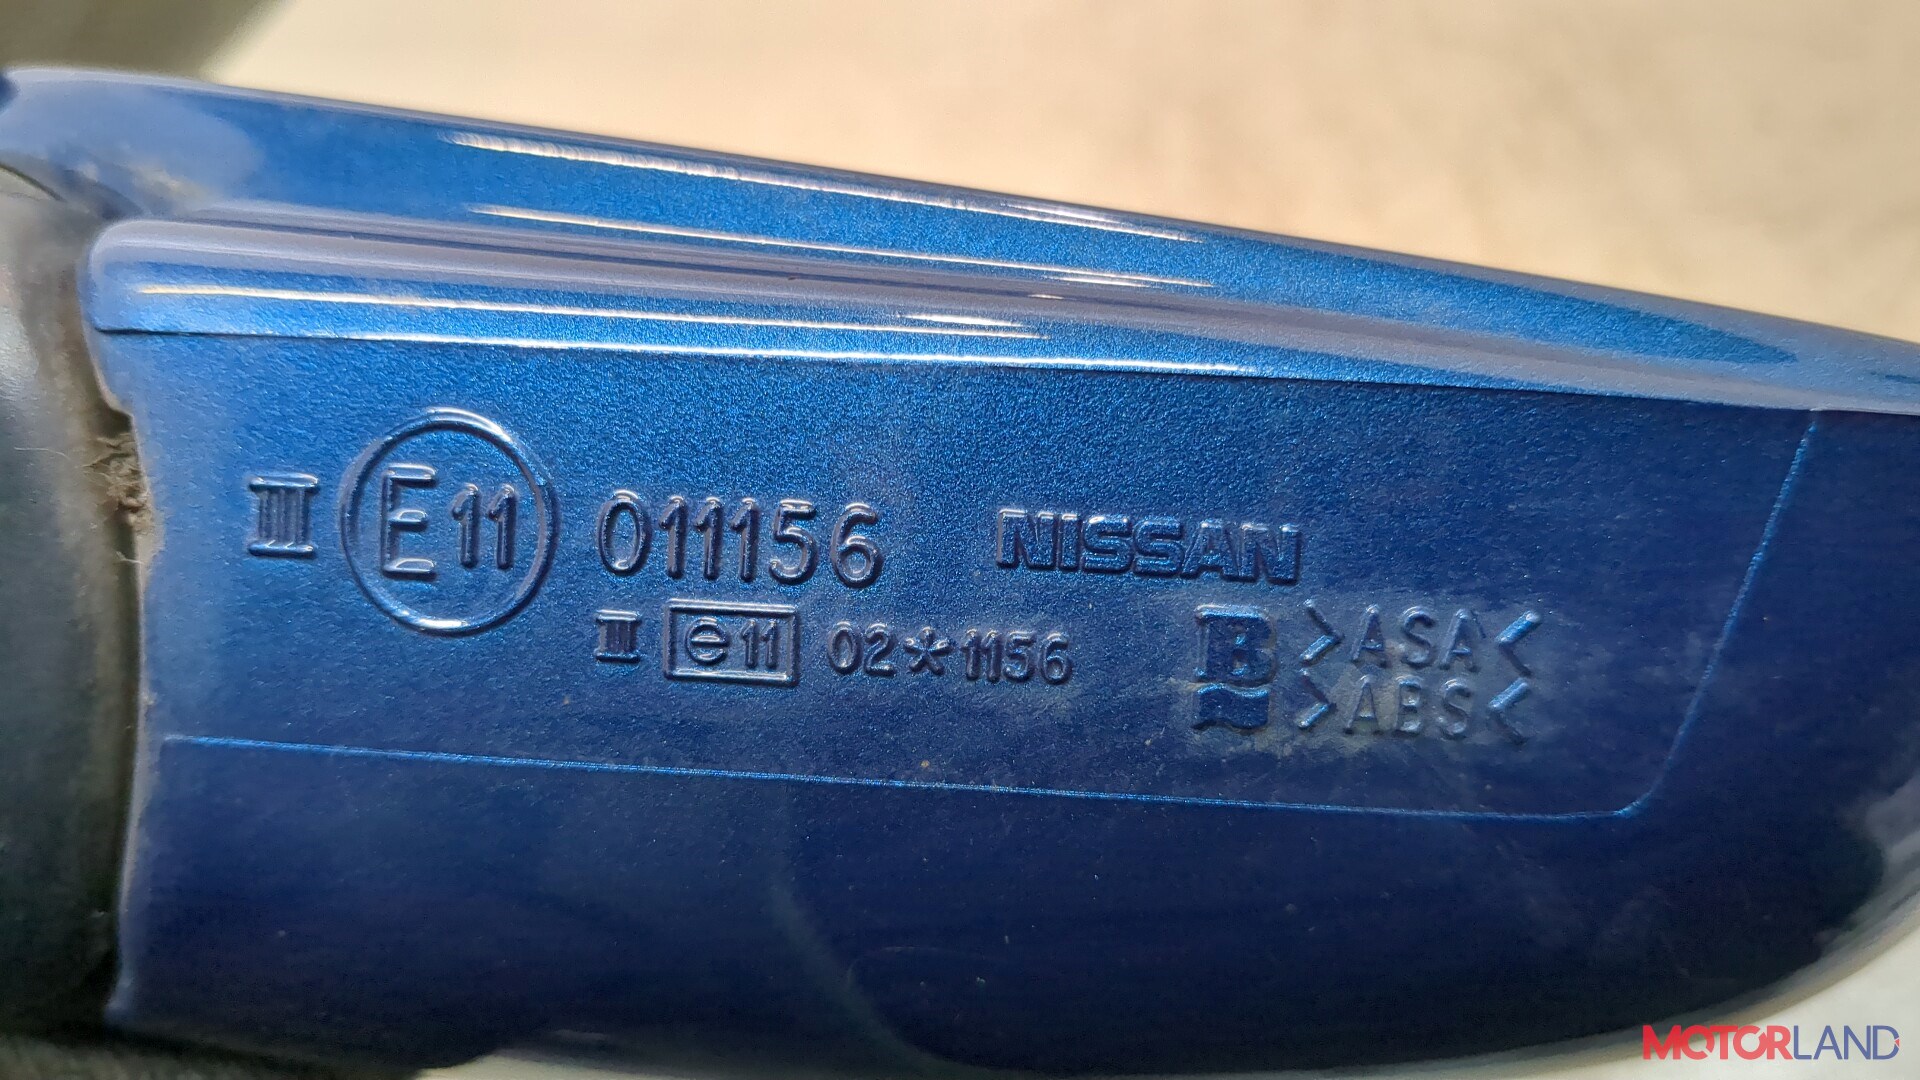 III E11 011156 NISSAN
III e11 02*1156 B >ASA<
>ABS<
MOTORLAND